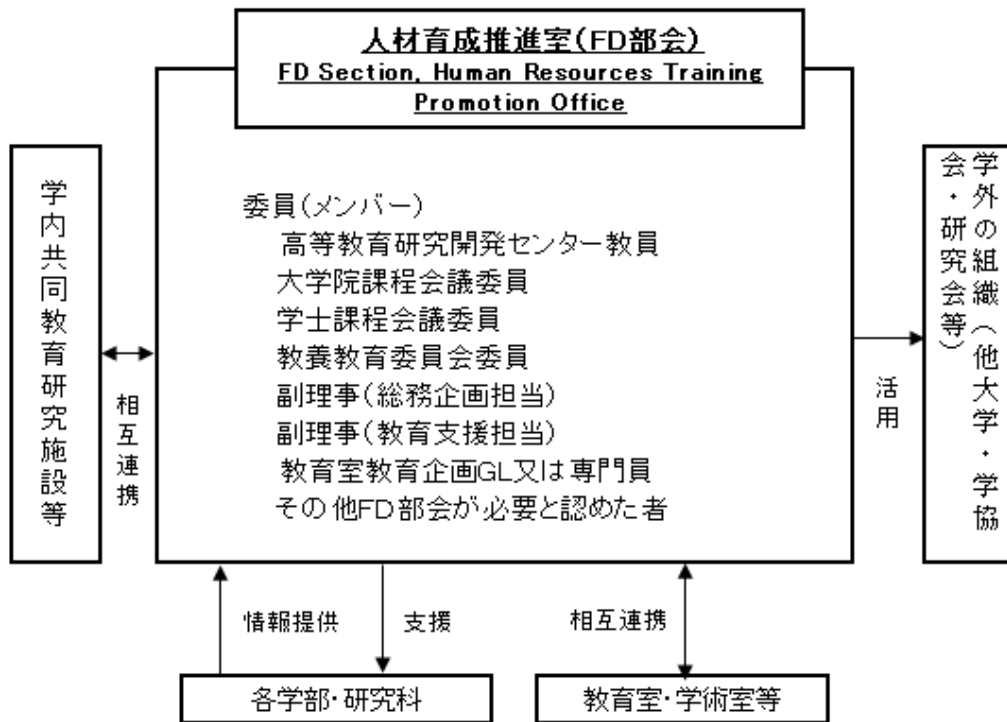 人材育成推進室(FD部会)
FD Section, Human Resources Training
Promotion Office
学内共同教育研究施設等
相互連携
委員(メンバー)
高等教育研究開発センター教員
大学院課程会議委員
学士課程会議委員
教養教育委員会委員
副理事(総務企画担当)
副理事(教育支援担当)
教育室教育企画GL又は専門員
その他FD部会が必要と認めた者
活用
学外の組織(他大学・学協
会・研究会等)
情報提供
支援
相互連携
各学部・研究科
教育室・学術室等